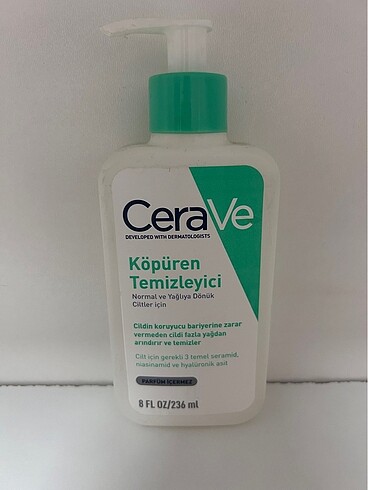 CeraVe
DEVELOPED WITH DERMATOLOGISTS
Köpüren
Temizleyici
Normal ve Yağlıya Dönük
Ciltler İçin
Cildin koruyucu bariyerine zarar
vermeden cildi fazla yağdan
arındırır ve temizler
Cilt için gerekli 3 temel seramid,
niasinamid ve hyalüronik asit
PARFÜM İÇERMEZ
8 FL OZ/236 ml